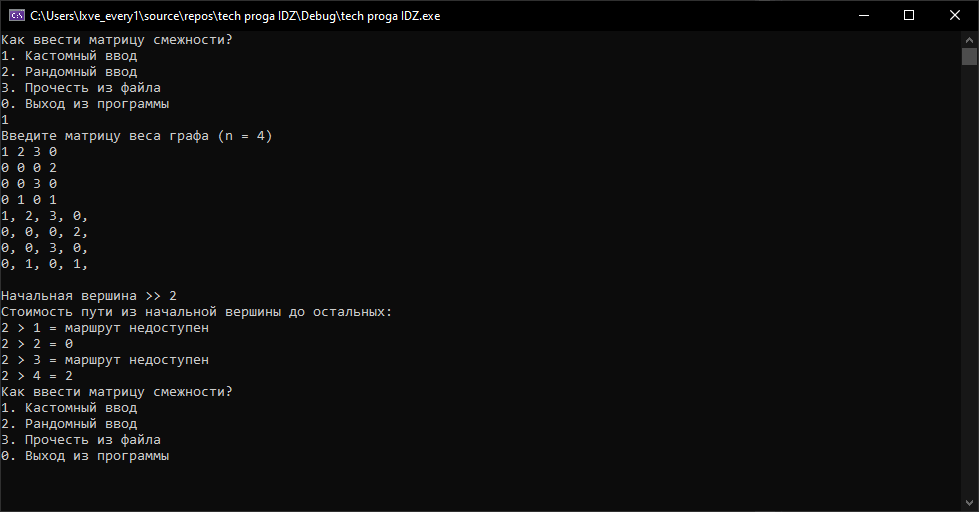 C:\Users\lxve_every1\source\repos\tech proga IDZ\Debug\tech proga IDZ.exe
Как ввести матрицу смежности?
1. Кастомный ввод
2. Рандомный ввод
3. Прочесть из файла
0. Выход из программы
1
Введите матрицу веса графа (n = 4)
1 2 3 0
0 0 0 2
0 0 3 0
0 1 0 1
1, 2, 3, 0,
0, 0, 0, 2,
0, 0, 3, 0,
0, 1, 0, 1,
Начальная вершина >> 2
Стоимость пути из начальной вершины до остальных:
2 > 1 = маршрут недоступен
2 > 2 = 0
2 > 3 = маршрут недоступен
2 > 4 = 2
Как ввести матрицу смежности?
1. Кастомный ввод
2. Рандомный ввод
3. Прочесть из файла
0. Выход из программы